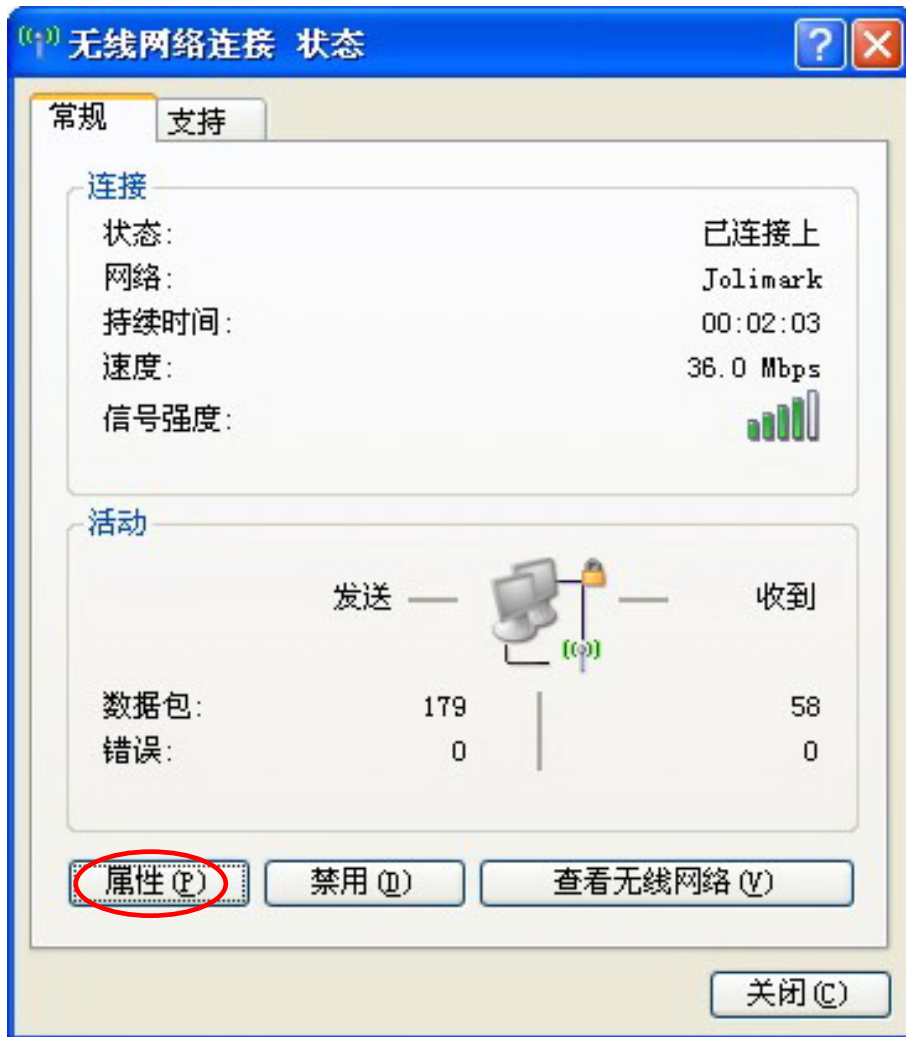 无线网络连接 状态
常规 支持
连接
状态: 已连接上
网络: Jolimark
持续时间: 00:02:03
速度: 36.0 Mbps
信号强度:
活动
发送 收到
数据包: 179 58
错误: 0 0
属性(P) 禁用(D) 查看无线网络(V)
关闭(C)